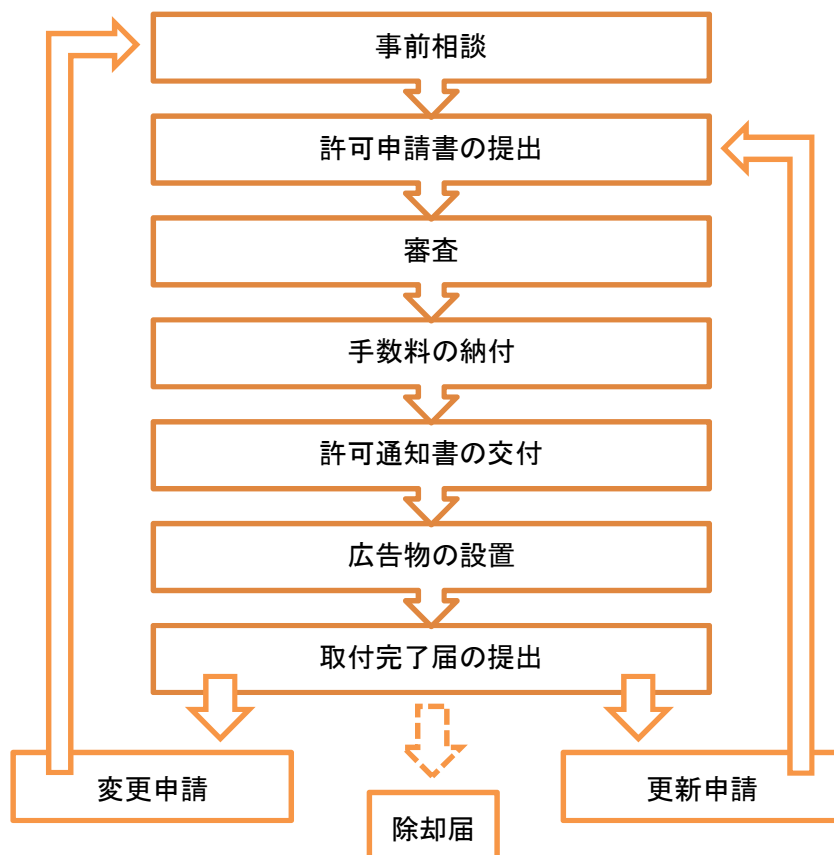 事前相談
許可申請書の提出
審査
手数料の納付
許可通知書の交付
広告物の設置
取付完了届の提出
変更申請
更新申請
除却届